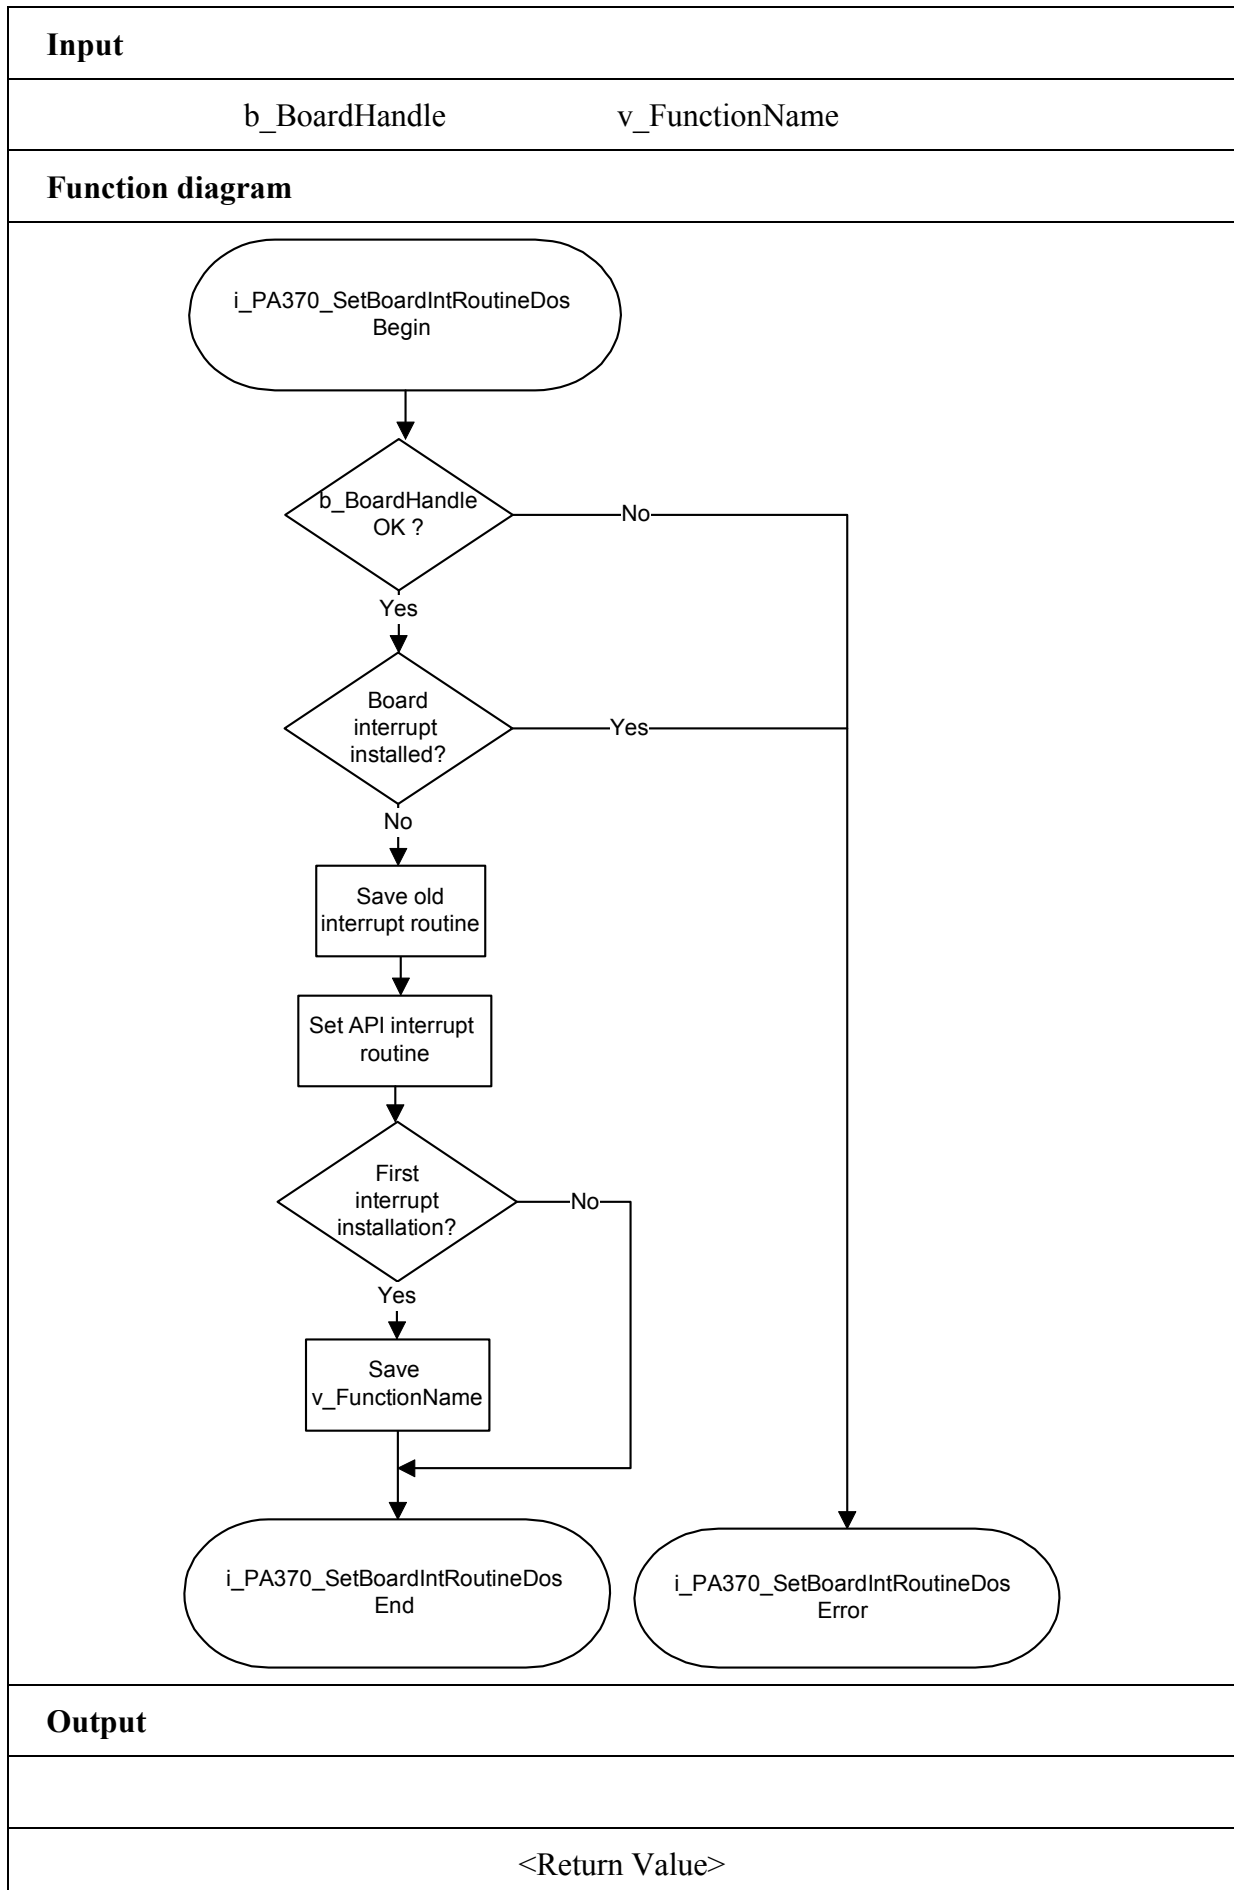 Input
b_BoardHandle v_FunctionName
Function diagram
i_PA370_SetBoardIntRoutineDos
Begin
b_BoardHandle
OK ?
No
Yes
Board
interrupt
installed?
Yes
No
Save old
interrupt routine
Set API interrupt
routine
First
interrupt
installation?
No
Yes
Save
v_FunctionName
i_PA370_SetBoardIntRoutineDos
End
i_PA370_SetBoardIntRoutineDos
Error
Output
<Return Value>